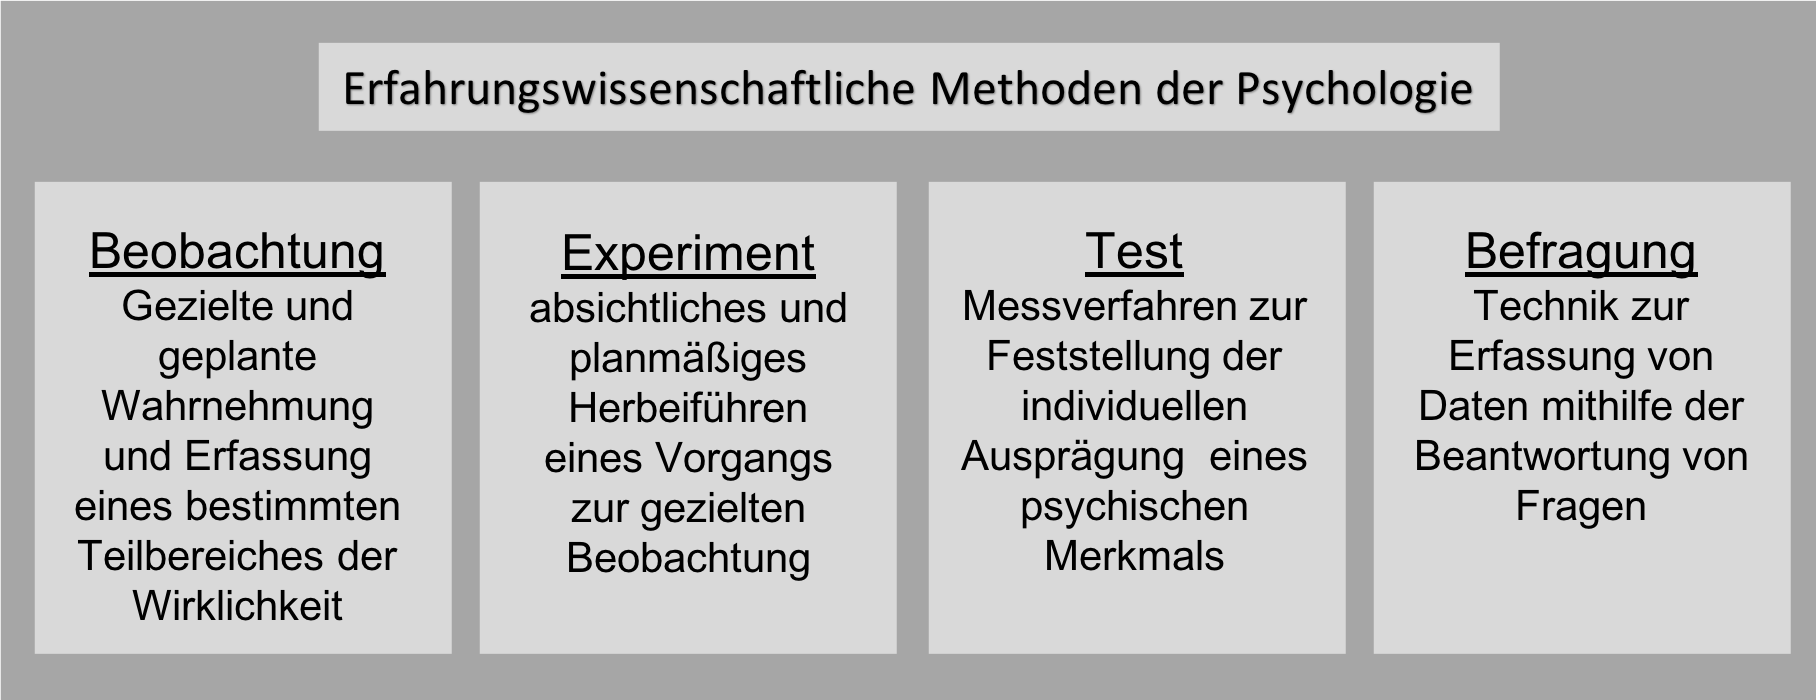 Erfahrungswissenschaftliche Methoden der Psychologie
Beobachtung
Gezielte und
geplante
Wahrnehmung
und Erfassung
eines bestimmten
Teilbereiches der
Wirklichkeit
Experiment
absichtliches und
planmäßiges
Herbeiführen
eines Vorgangs
zur gezielten
Beobachtung
Test
Messverfahren zur
Feststellung der
individuellen
Ausprägung  eines
psychischen
Merkmals
Befragung
Technik zur
Erfassung von
Daten mithilfe der
Beantwortung von
Fragen